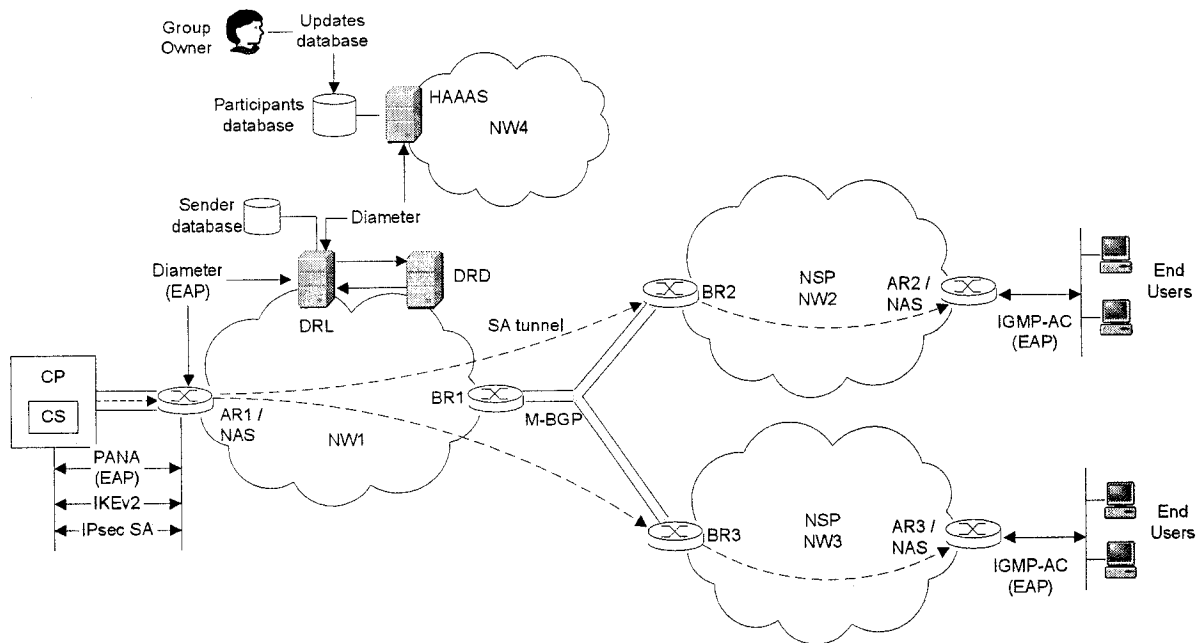 Group
Owner
Updates
database
Participants
database
HAAAS
NW4
Sender
database
Diameter
Diameter
(EAP)
DRL
DRD
SA tunnel
CP
CS
AR1 /
NAS
NW1
BR1
M-BGP
PANA
(EAP)
IKEv2
IPsec SA
BR2
NSP
NW2
AR2 /
NAS
IGMP-AC
(EAP)
End
Users
BR3
NSP
NW3
AR3 /
NAS
IGMP-AC
(EAP)
End
Users